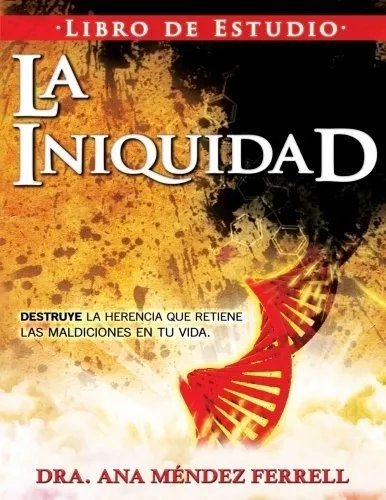 ·LIBRO DE ESTUDIO·
LA
INIQUIDAD
DESTRUYE LA HERENCIA QUE RETIENE
LAS MALDICIONES EN TU VIDA.
DRA. ANA MÉNDEZ FERRELL